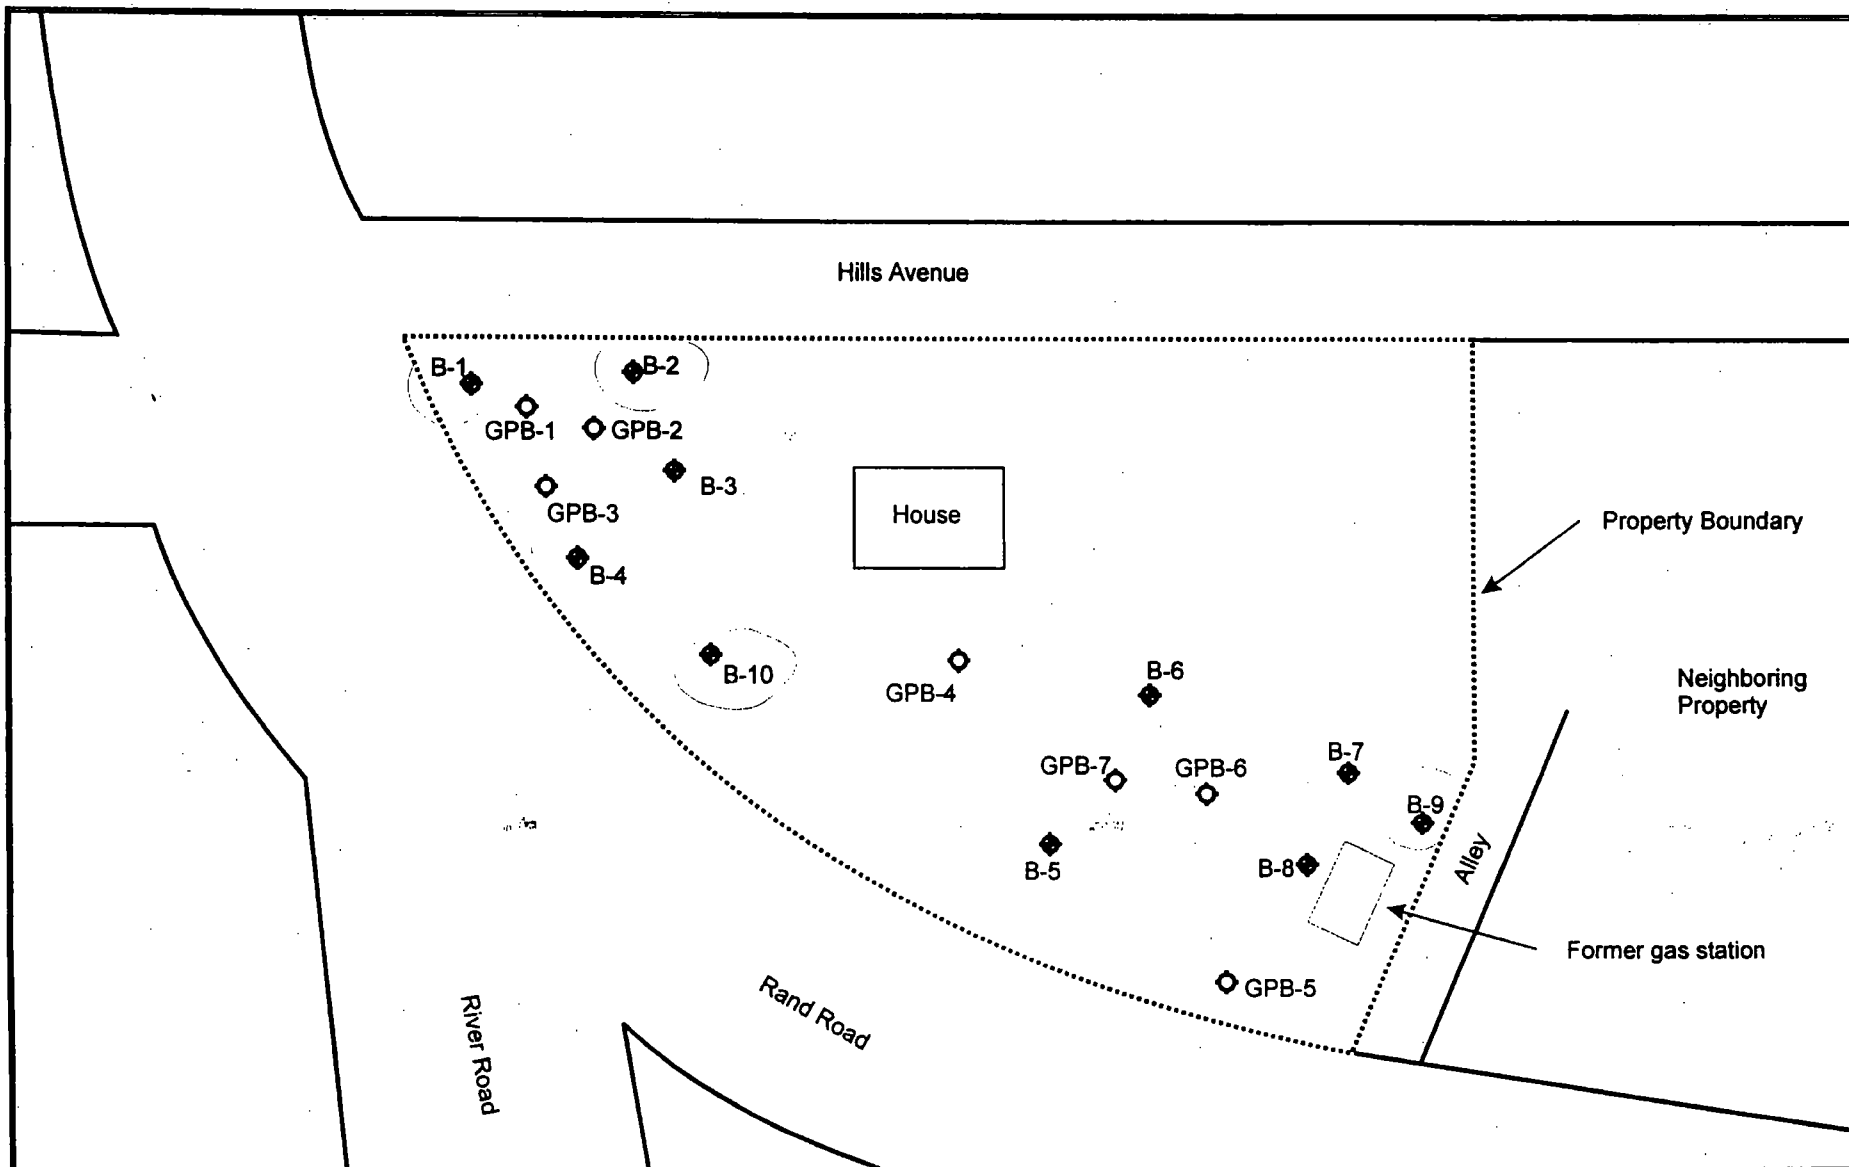 Hills Avenue
B-1
B-2
GPB-1
GPB-2
B-3
GPB-3
House
Property Boundary
B-4
B-10
GPB-4
B-6
Neighboring
Property
GPB-7
GPB-6
B-7
B-9
B-5
B-8
Alley
Former gas station
GPB-5
Rand Road
River Road